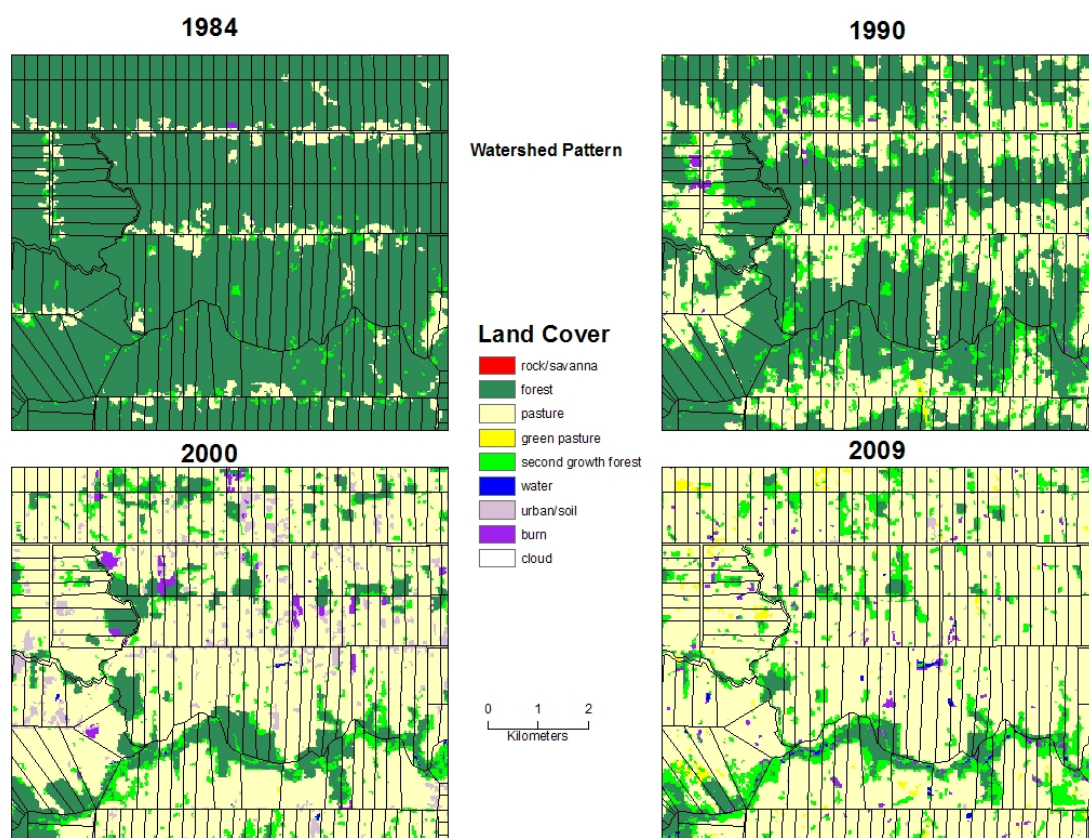 1984
1990
Watershed Pattern
Land Cover
rock/savanna
forest
pasture
green pasture
second growth forest
water
urban/soil
burn
cloud
2000
2009
0 1 2
Kilometers